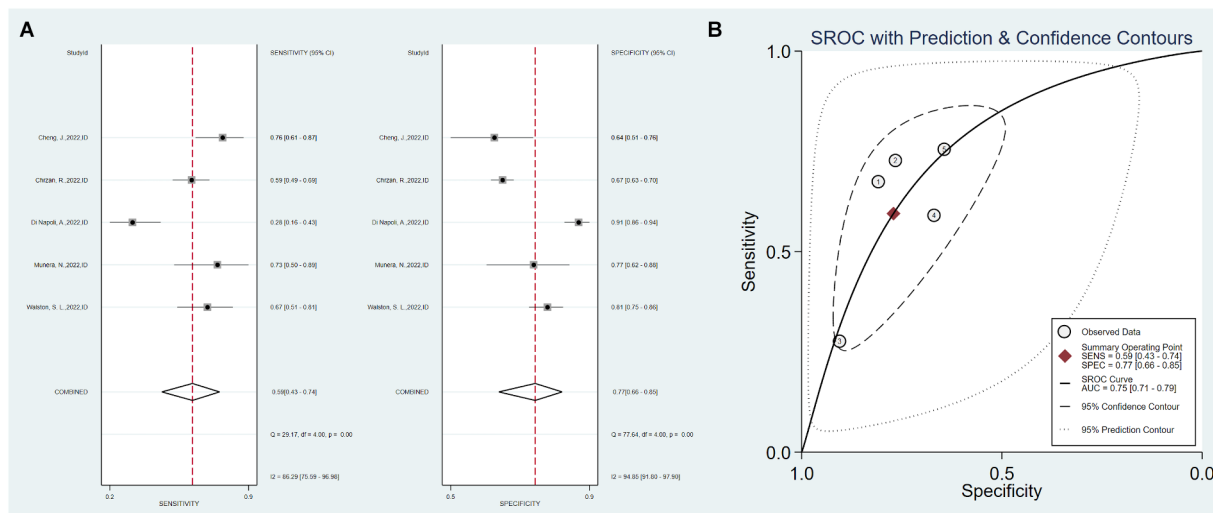 A
StudyId
SENSITIVITY (95% CI)
Cheng, J.,2022,ID
0.76 [0.61 - 0.87]
Chrzan, R.,2022,ID
0.59 [0.49 - 0.69]
Di Napoli, A.,2022,ID
0.28 [0.16 - 0.43]
Munera, N.,2022,ID
0.73 [0.50 - 0.89]
Walston, S. L.,2022,ID
0.67 [0.51 - 0.81]
COMBINED
0.59[0.43 - 0.74]
Q = 29.17, df = 4.00, p = 0.00
I2 = 86.29 [75.59 - 96.98]
0.2
0.9
SENSITIVITY
StudyId
SPECIFICITY (95% CI)
Cheng, J.,2022,ID
0.64 [0.51 - 0.76]
Chrzan, R.,2022,ID
0.67 [0.63 - 0.70]
Di Napoli, A.,2022,ID
0.91 [0.86 - 0.94]
Munera, N.,2022,ID
0.77 [0.62 - 0.88]
Walston, S. L.,2022,ID
0.81 [0.75 - 0.86]
COMBINED
0.77[0.66 - 0.85]
Q = 77.64, df = 4.00, p = 0.00
I2 = 94.85 [91.80 - 97.90]
0.5
0.9
SPECIFICITY
B
SROC with Prediction & Confidence Contours
1.0
0.5
0.0
Sensitivity
5
2
1
4
3
Observed Data
Summary Operating Point
SENS = 0.59 [0.43 - 0.74]
SPEC = 0.77 [0.66 - 0.85]
SROC Curve
AUC = 0.75 [0.71 - 0.79]
95% Confidence Contour
95% Prediction Contour
1.0
0.5
0.0
Specificity